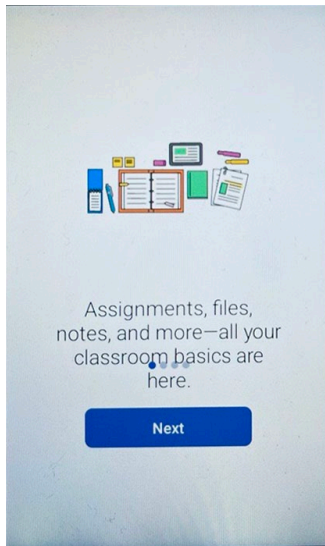 Assignments, files,
notes, and more—all your
classroom basics are
here.
Next